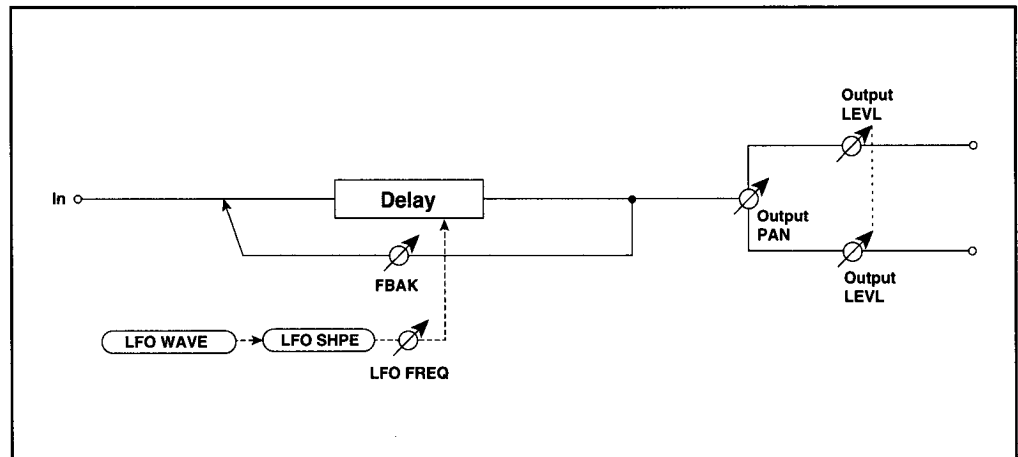 Output
LEVL
In
Delay
Output
PAN
FBAK
Output
LEVL
LFO WAVE
LFO SHPE
LFO FREQ